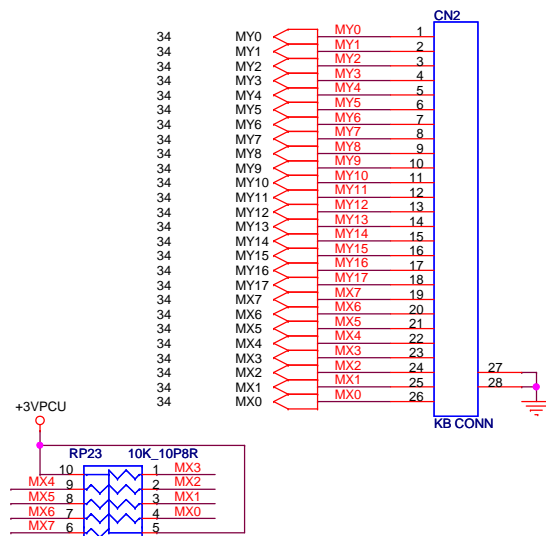 CN2
34 MY0 MY0 1
34 MY1 MY1 2
34 MY2 MY2 3
34 MY3 MY3 4
34 MY4 MY4 5
34 MY5 MY5 6
34 MY6 MY6 7
34 MY7 MY7 8
34 MY8 MY8 9
34 MY9 MY9 10
34 MY10 MY10 11
34 MY11 MY11 12
34 MY12 MY12 13
34 MY13 MY13 14
34 MY14 MY14 15
34 MY15 MY15 16
34 MY16 MY16 17
34 MY17 MY17 18
34 MX7 MX7 19
34 MX6 MX6 20
34 MX5 MX5 21
34 MX4 MX4 22
34 MX3 MX3 23
34 MX2 MX2 24 27
34 MX1 MX1 25 28
34 MX0 MX0 26
KB CONN
+3VPCU
RP23 10K_10P8R
10 1 MX3
MX4 9 2 MX2
MX5 8 3 MX1
MX6 7 4 MX0
MX7 6 5